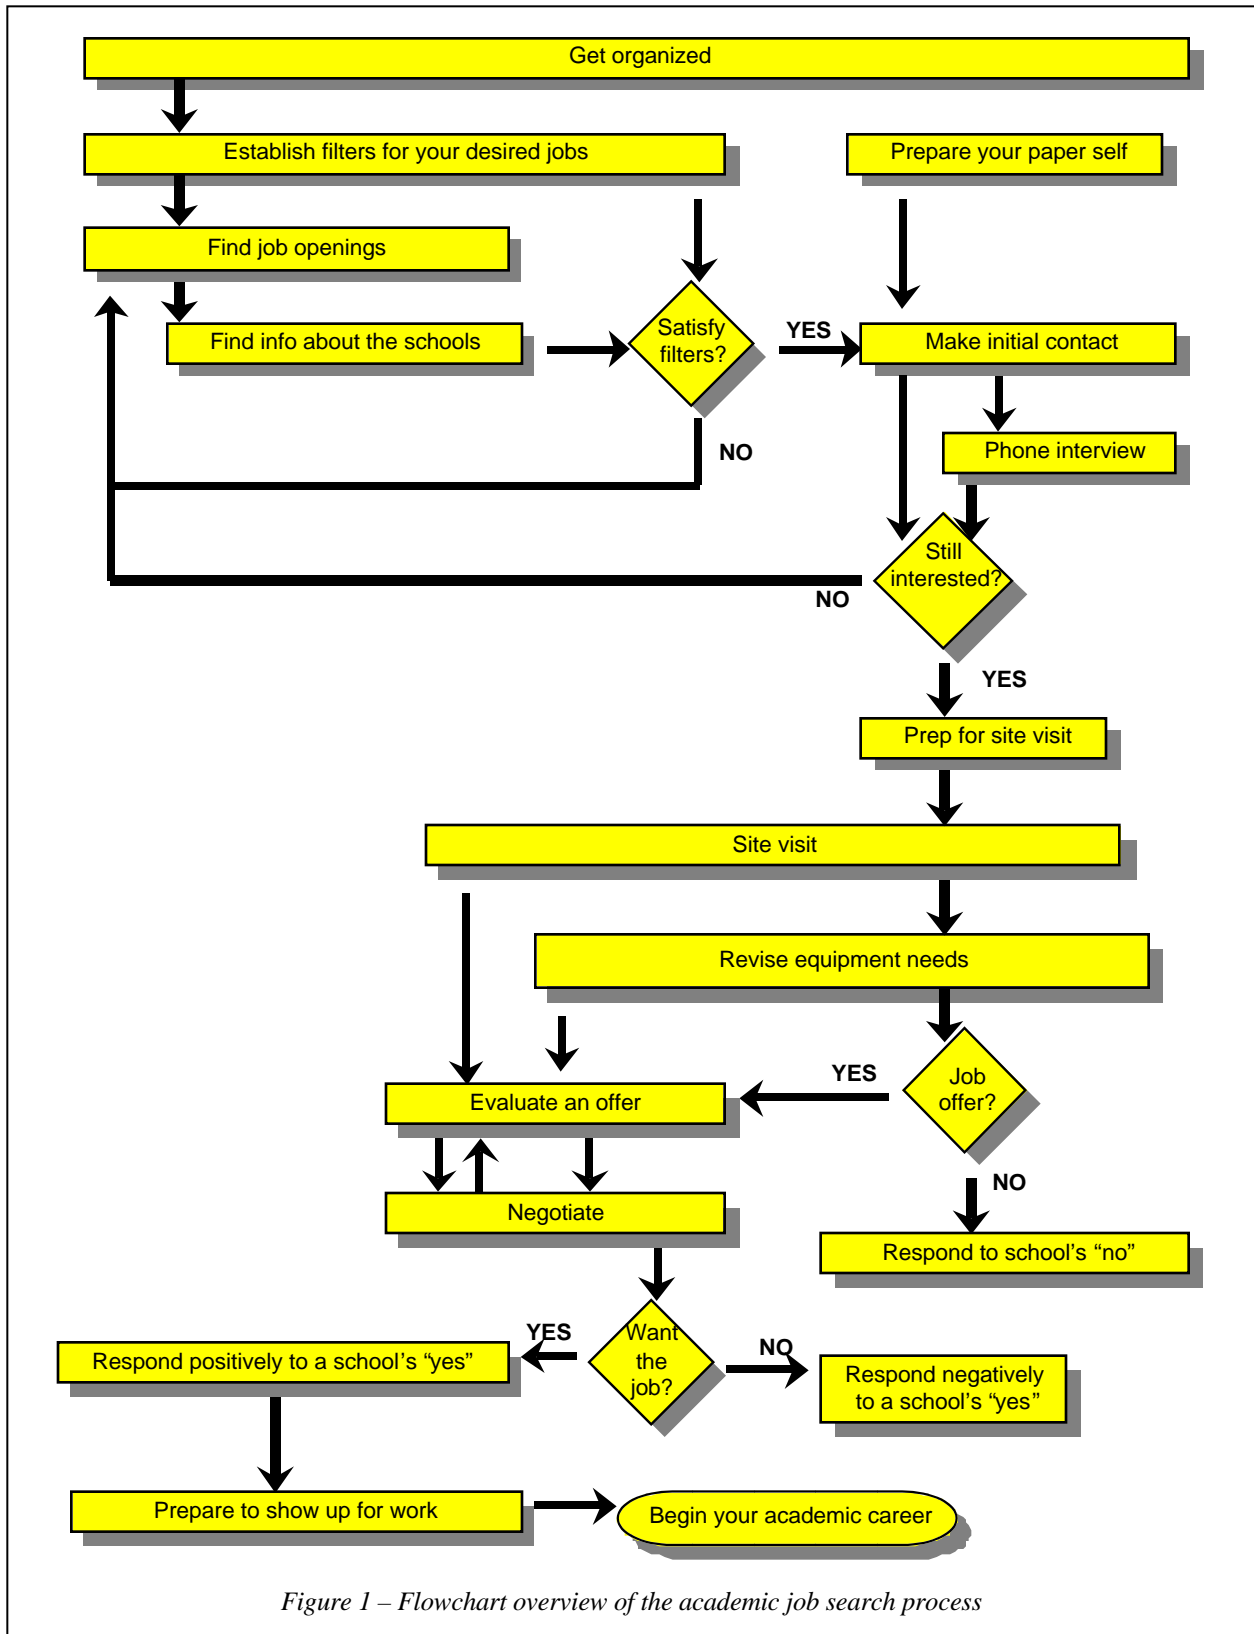 Get organized
Establish filters for your desired jobs
Prepare your paper self
Find job openings
Find info about the schools
Satisfy
filters?
YES
Make initial contact
NO
Phone interview
Still
interested?
NO
YES
Prep for site visit
Site visit
Revise equipment needs
Job
offer?
YES
Evaluate an offer
NO
Negotiate
Respond to school's “no”
Want
the
job?
YES
NO
Respond positively to a school's “yes”
Respond negatively
to a school's “yes”
Prepare to show up for work
Begin your academic career
Figure 1 – Flowchart overview of the academic job search process